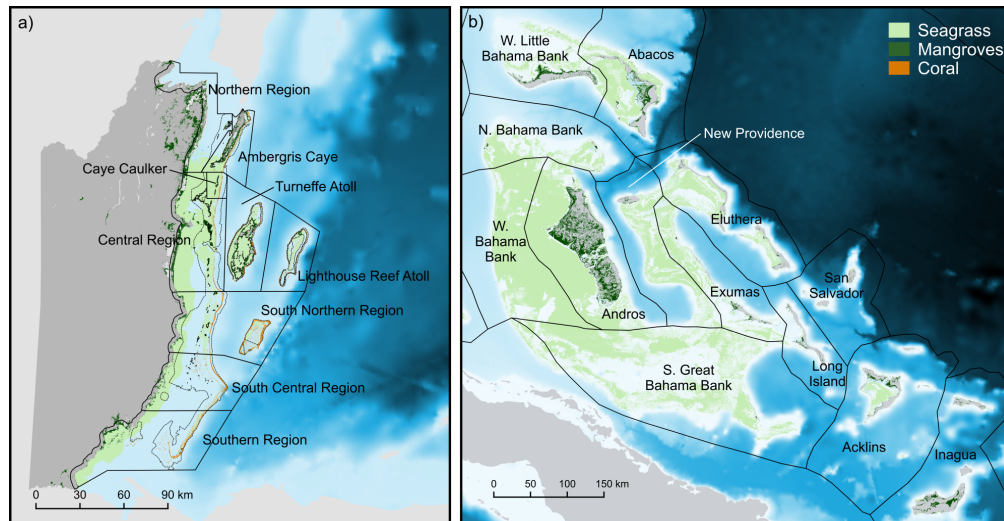 a)
Northern Region
Ambergris Caye
Caye Caulker
Turneffe Atoll
Central Region
Lighthouse Reef Atoll
South Northern Region
South Central Region
Southern Region
0 30 60 90 km
b)
Seagrass
Mangroves
Coral
W. Little
Bahama Bank
Abacos
N. Bahama Bank
New Providence
W.
Bahama
Bank
Eluthera
San
Salvador
Andros
Exumas
Long
Island
S. Great
Bahama Bank
Acklins
Inagua
0 50 100 150 km